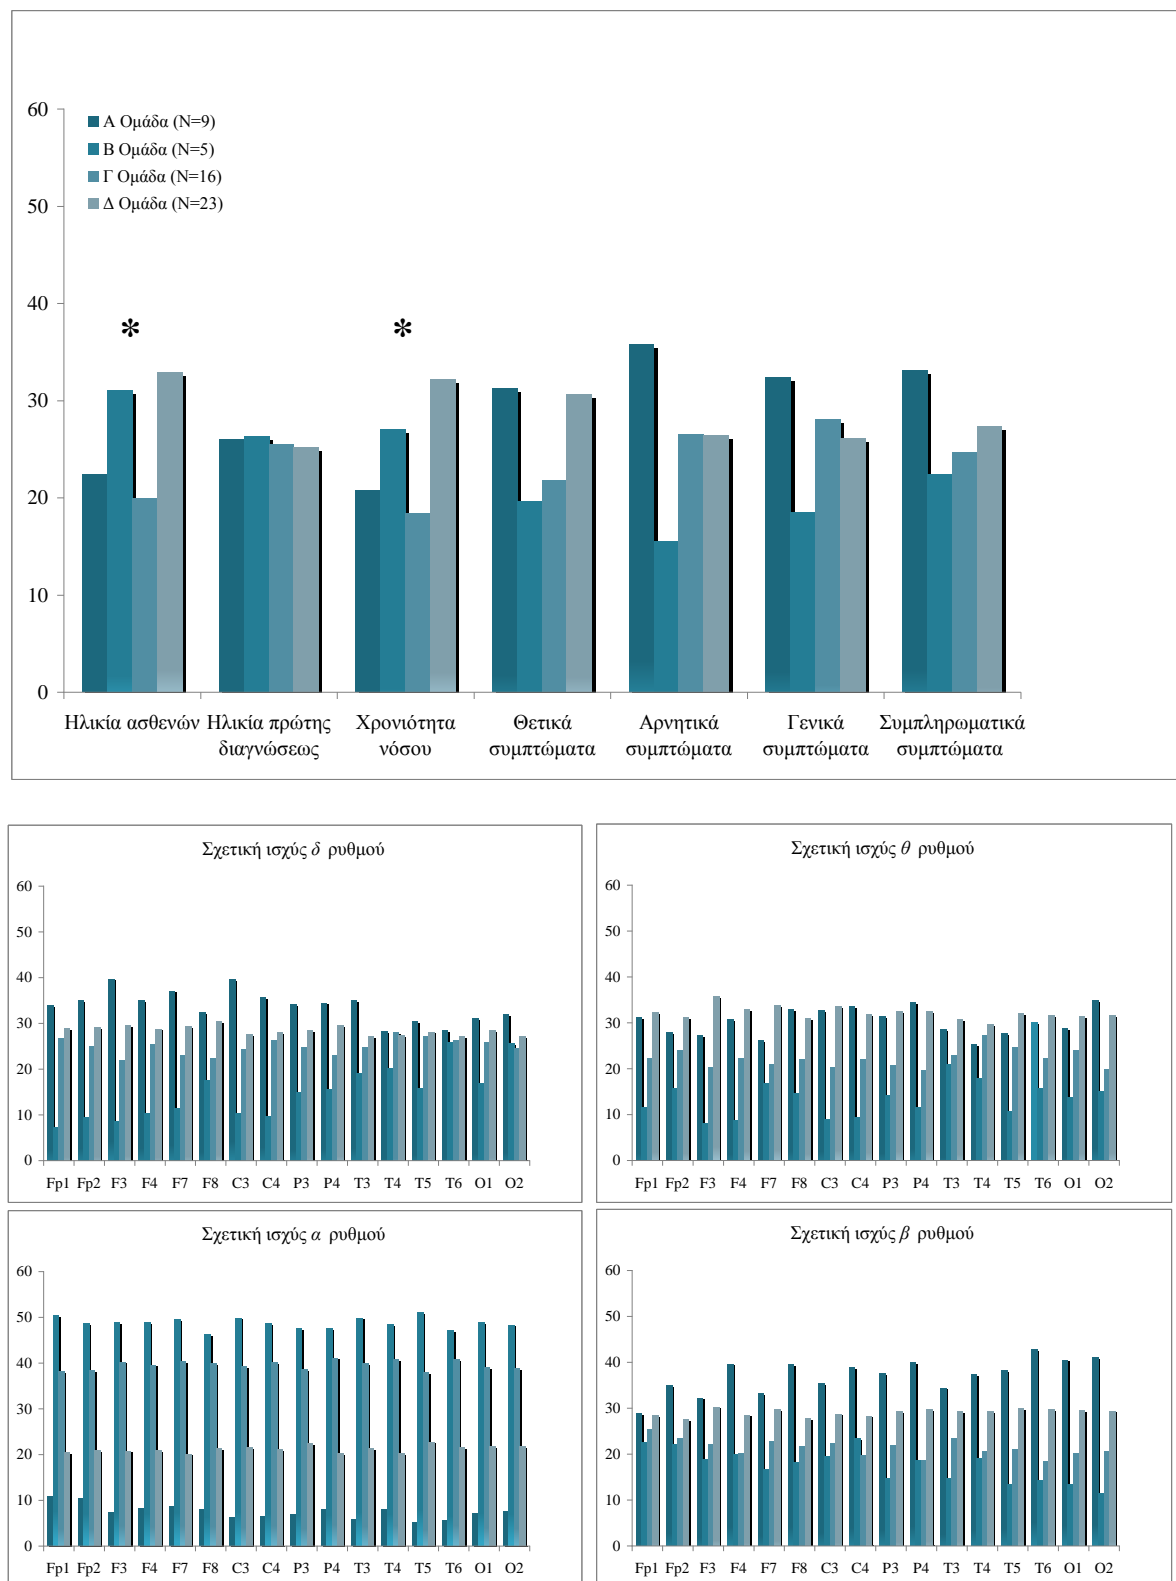 60
50
40
30
20
10
0
Α Ομάδα (N=9)
Β Ομάδα (N=5)
Γ Ομάδα (N=16)
Δ Ομάδα (N=23)
* *
Ηλικία ασθενών Ηλικία πρώτης Χρονιότητα Θετικά Αρνητικά Γενικά Συμπληρωματικά
διαγνώσεως νόσου συμπτώματα συμπτώματα συμπτώματα συμπτώματα
Σχετική ισχύς δ ρυθμού
60
50
40
30
20
10
0
Fp1 Fp2 F3 F4 F7 F8 C3 C4 P3 P4 T3 T4 T5 T6 O1 O2
Σχετική ισχύς θ ρυθμού
60
50
40
30
20
10
0
Fp1 Fp2 F3 F4 F7 F8 C3 C4 P3 P4 T3 T4 T5 T6 O1 O2
Σχετική ισχύς α ρυθμού
60
50
40
30
20
10
0
Fp1 Fp2 F3 F4 F7 F8 C3 C4 P3 P4 T3 T4 T5 T6 O1 O2
Σχετική ισχύς β ρυθμού
60
50
40
30
20
10
0
Fp1 Fp2 F3 F4 F7 F8 C3 C4 P3 P4 T3 T4 T5 T6 O1 O2